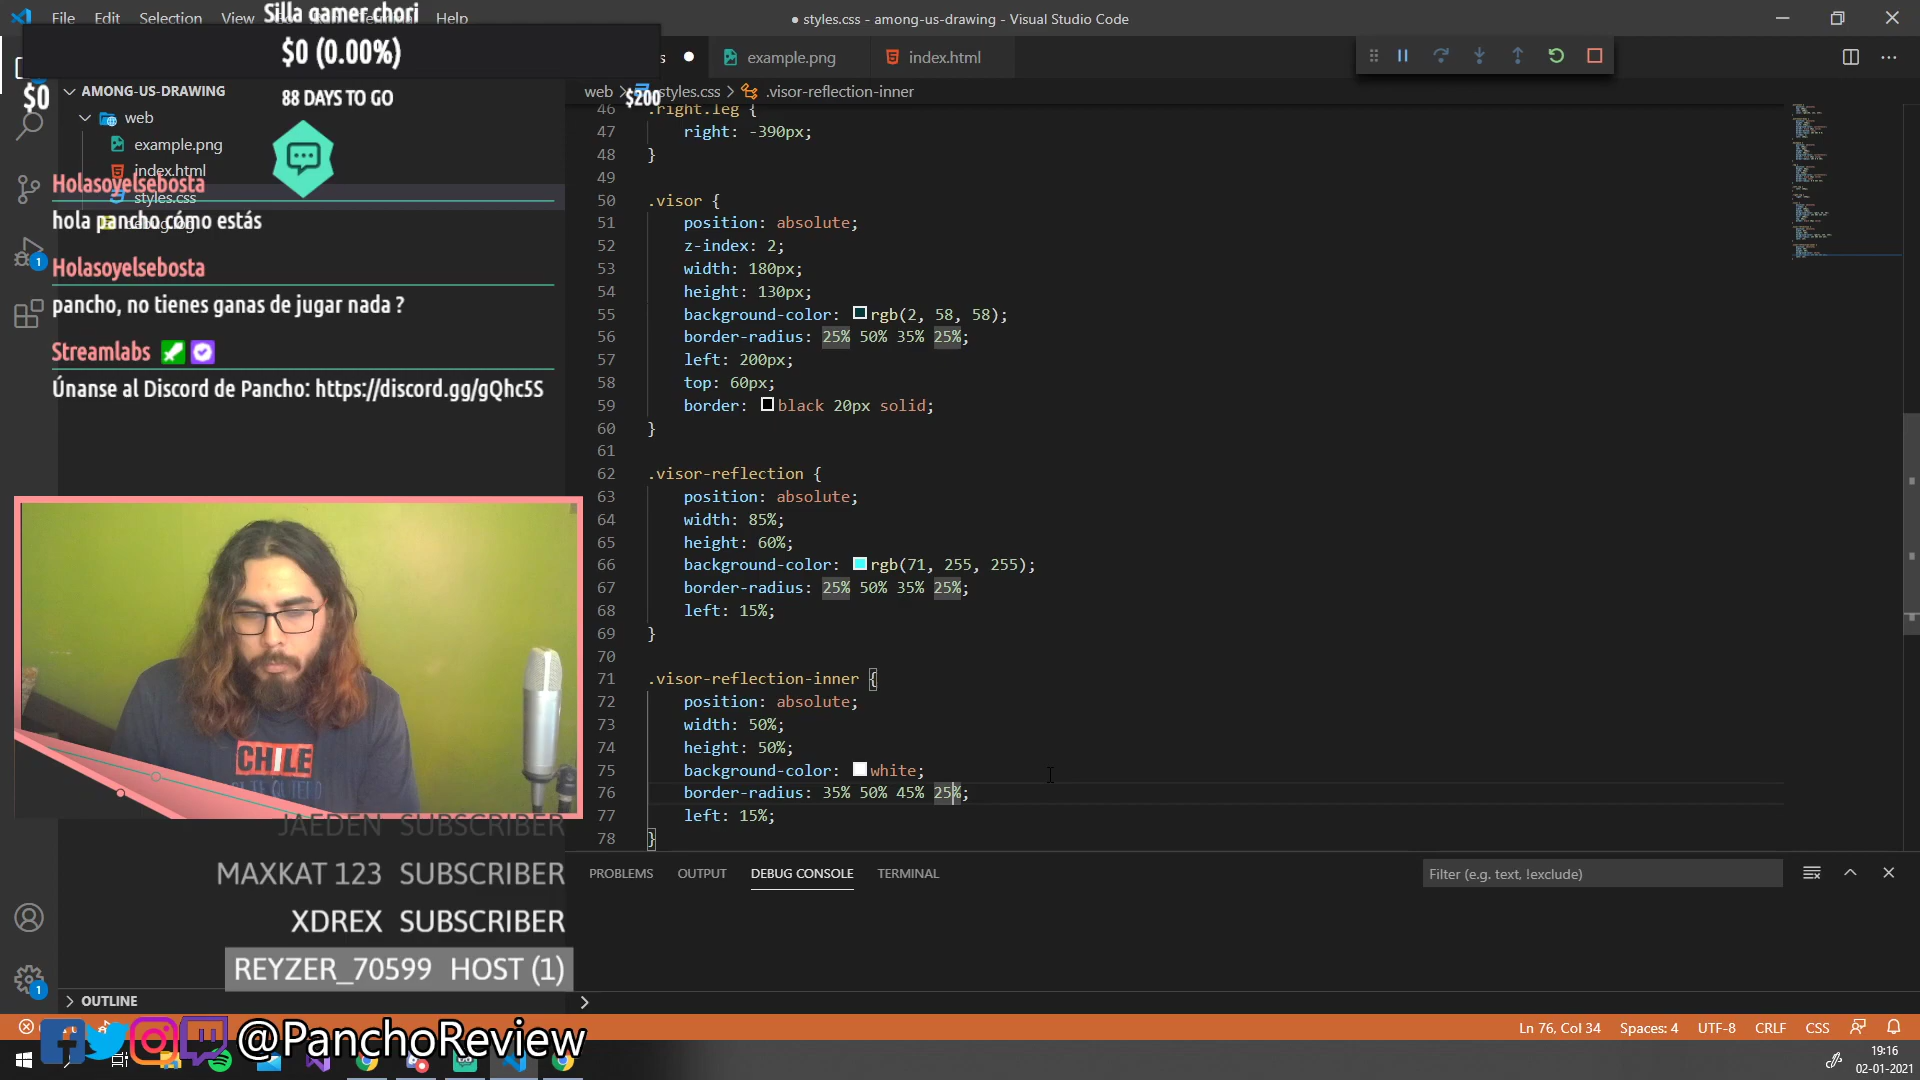 File Edit Selection View Terminal Help
● styles.css - among-us-drawing - Visual Studio Code
Silla gamer chori
$0 (0.00%)
$0
88 DAYS TO GO
$200
example.png
index.html
AMONG-US-DRAWING
web
example.png
index.html
styles.css
debug.log
web > styles.css > .visor-reflection-inner
Holasoyelsebosta
hola pancho cómo estás
Holasoyelsebosta
pancho, no tienes ganas de jugar nada ?
Streamlabs
Únanse al Discord de Pancho: https://discord.gg/gQhc5S
46 .right.leg {
47 right: -390px;
48 }
49
50 .visor {
51 position: absolute;
52 z-index: 2;
53 width: 180px;
54 height: 130px;
55 background-color: rgb(2, 58, 58);
56 border-radius: 25% 50% 35% 25%;
57 left: 200px;
58 top: 60px;
59 border: black 20px solid;
60 }
61
62 .visor-reflection {
63 position: absolute;
64 width: 85%;
65 height: 60%;
66 background-color: rgb(71, 255, 255);
67 border-radius: 25% 50% 35% 25%;
68 left: 15%;
69 }
70
71 .visor-reflection-inner {
72 position: absolute;
73 width: 50%;
74 height: 50%;
75 background-color: white;
76 border-radius: 35% 50% 45% 25%;
77 left: 15%;
78 }
CHILE
JAEDEN SUBSCRIBER
MAXKAT 123 SUBSCRIBER
XDREX SUBSCRIBER
REYZER_70599 HOST (1)
PROBLEMS OUTPUT DEBUG CONSOLE TERMINAL
Filter (e.g. text, !exclude)
OUTLINE
@PanchoReview
Ln 76, Col 34 Spaces: 4 UTF-8 CRLF CSS
19:16
02-01-2021